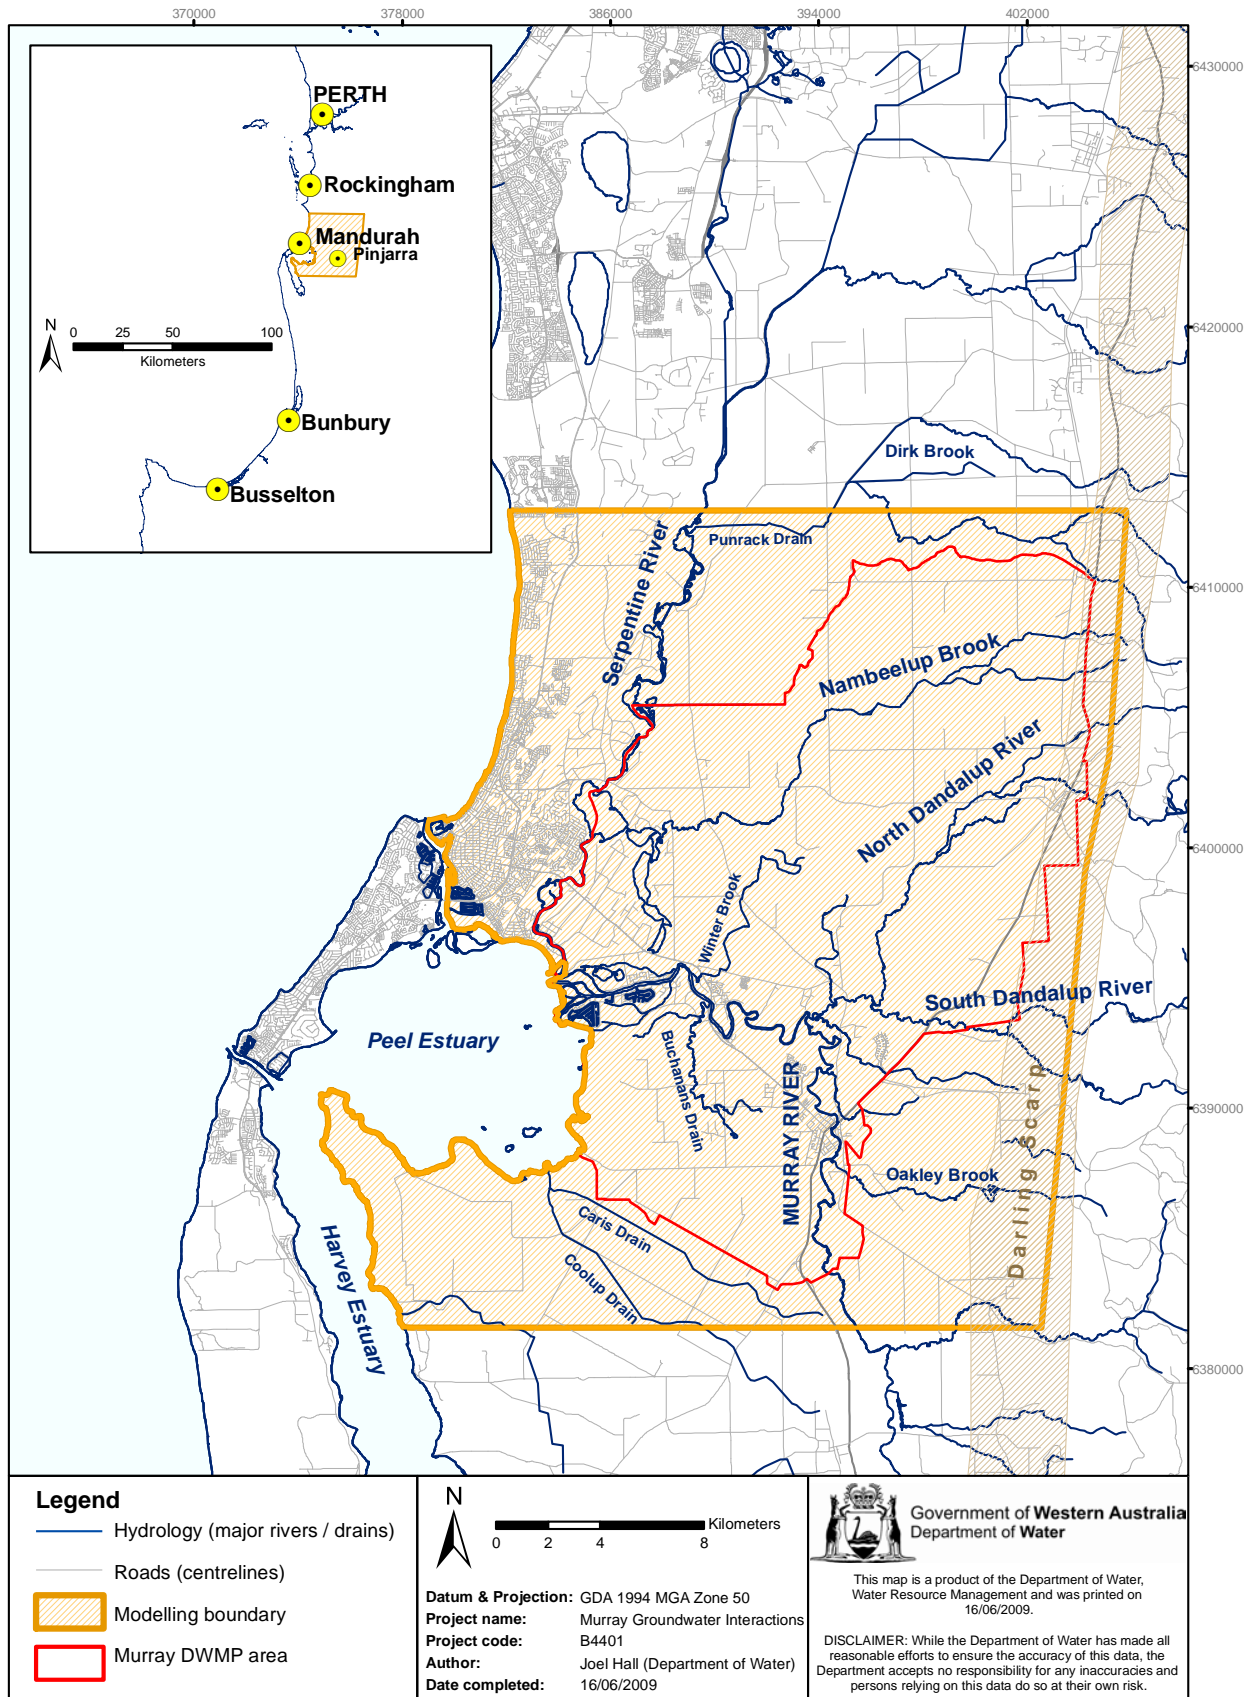 370000
378000
386000
394000
402000
6430000
6420000
6410000
6400000
6390000
6380000
PERTH
Rockingham
Mandurah
Pinjarra
N
0 25 50 100
Kilometers
Bunbury
Busselton
Dirk Brook
Punrack Drain
Serpentine River
Nambeelup Brook
North Dandalup River
Winter Brook
South Dandalup River
Peel Estuary
Buchanans Drain
MURRAY RIVER
Darling Scarp
Oakley Brook
Caris Drain
Coolup Drain
Harvey Estuary
Legend
Hydrology (major rivers / drains)
Roads (centrelines)
Modelling boundary
Murray DWMP area
N
Kilometers
0 2 4 8
Datum & Projection: GDA 1994 MGA Zone 50
Project name: Murray Groundwater Interactions
Project code: B4401
Author: Joel Hall (Department of Water)
Date completed: 16/06/2009
Government of Western Australia
Department of Water
This map is a product of the Department of Water,
Water Resource Management and was printed on
16/06/2009.
DISCLAIMER: While the Department of Water has made all
reasonable efforts to ensure the accuracy of this data, the
Department accepts no responsibility for any inaccuracies and
persons relying on this data do so at their own risk.